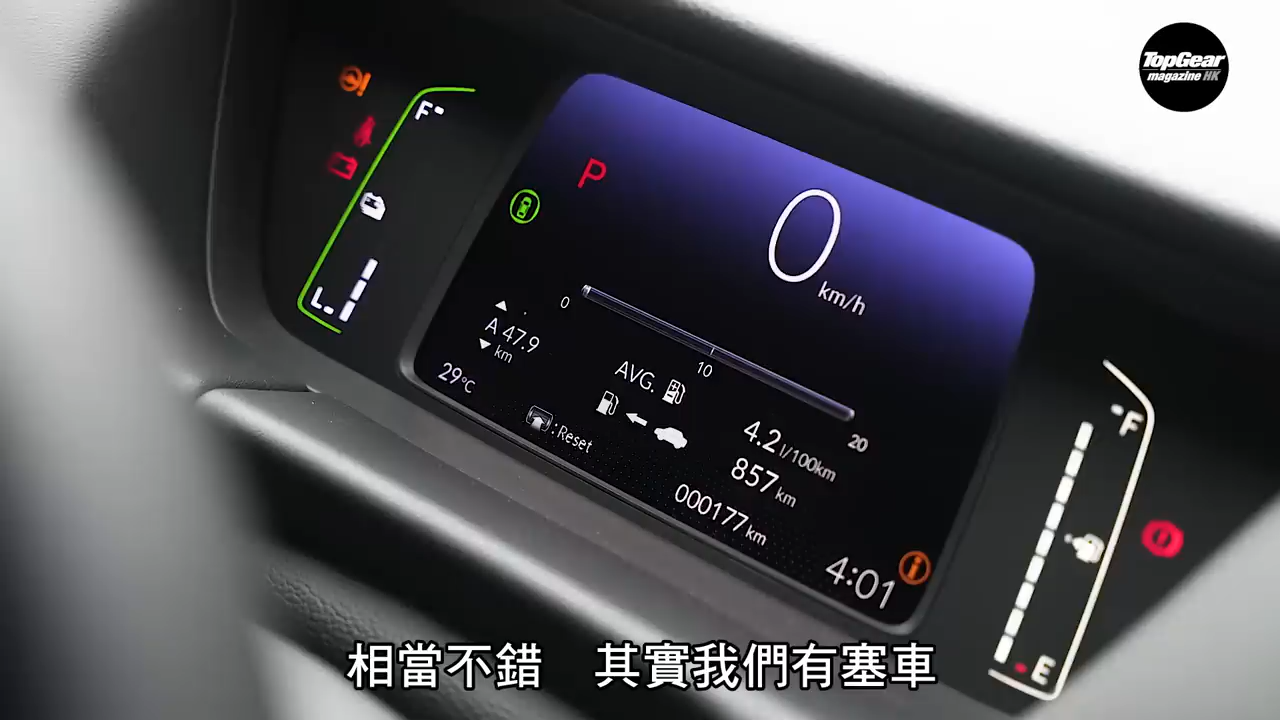 TopGear
magazine HK
F
L
P
0
km/h
0
10
20
A 47.9
km
29°C
AVG.
:Reset
4.2 l/100km
857 km
000177 km
4:01
F
E
相當不錯 其實我們有塞車